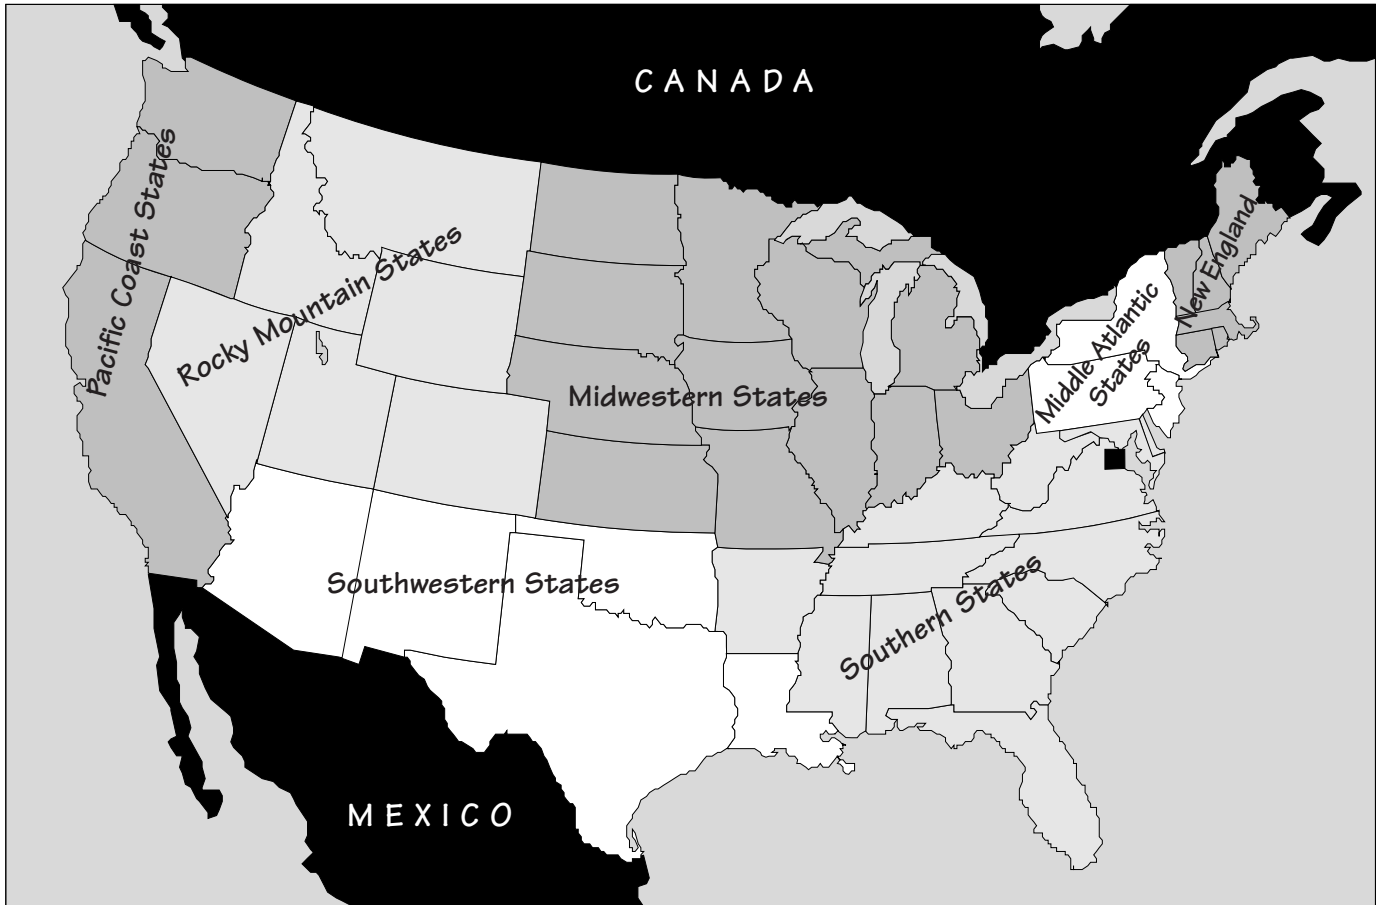 CANADA
Pacific Coast States
Rocky Mountain States
Midwestern States
New England
Middle Atlantic
States
Southwestern States
Southern States
MEXICO